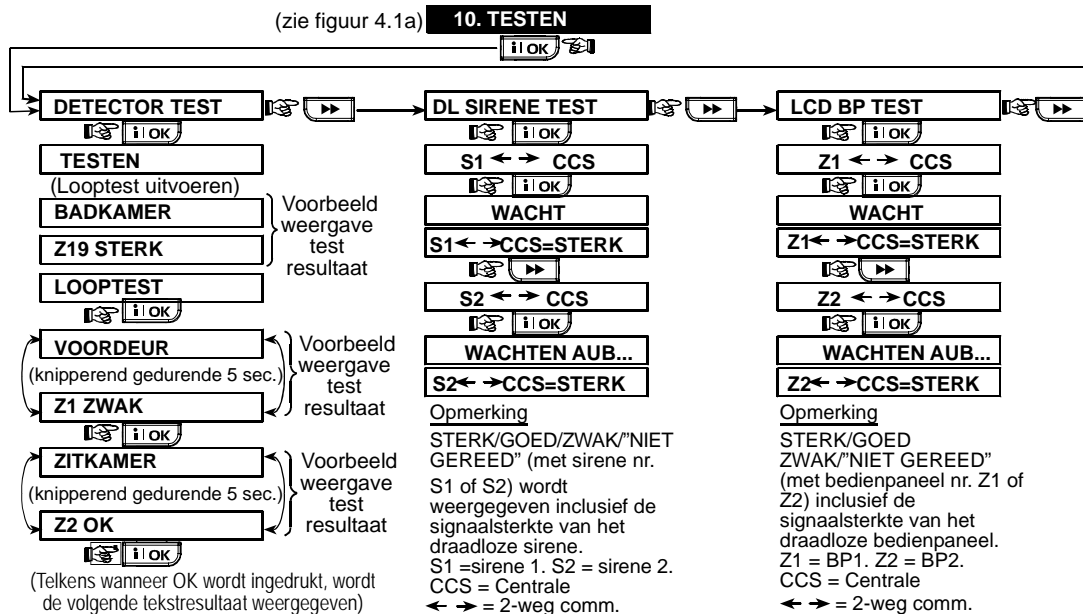 (zie figuur 4.1a) 10. TESTEN
i OK
DETECTOR TEST
i OK
TESTEN
(Looptest uitvoeren)
BADKAMER
Z19 STERK
Voorbeeld
weergave
test
resultaat
LOOPTEST
i OK
VOORDEUR
(knipperend gedurende 5 sec.)
Z1 ZWAK
Voorbeeld
weergave
test
resultaat
i OK
ZITKAMER
(knipperend gedurende 5 sec.)
Z2 OK
Voorbeeld
weergave
test
resultaat
i OK
(Telkens wanneer OK wordt ingedrukt, wordt
de volgende tekstresultaat weergegeven)
DL SIRENE TEST
i OK
S1 ←→ CCS
i OK
WACHT
S1←→CCS=STERK
S2 ←→ CCS
i OK
WACHTEN AUB...
S2←→CCS=STERK
Opmerking
STERK/GOED/ZWAK/”NIET
GEREED” (met sirene nr.
S1 of S2) wordt
weergegeven inclusief de
signaalsterkte van het
draadloze sirene.
S1 =sirene 1. S2 = sirene 2.
CCS = Centrale
←→ = 2-weg comm.
LCD BP TEST
i OK
Z1 ←→ CCS
i OK
WACHT
Z1←→CCS=STERK
Z2 ←→CCS
i OK
WACHTEN AUB...
Z2←→CCS=STERK
Opmerking
STERK/GOED
ZWAK/”NIET GEREED”
(met bedienpaneel nr. Z1 of
Z2) inclusief de
signaalsterkte van het
draadloze bedienpaneel.
Z1 = BP1. Z2 = BP2.
CCS = Centrale
←→ = 2-weg comm.